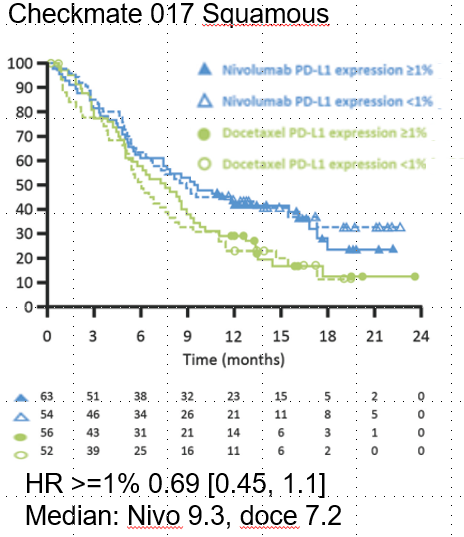 Checkmate 017 Squamous
100
90
80
70
60
50
40
30
20
10
0
Nivolumab PD-L1 expression ≥1%
Nivolumab PD-L1 expression <1%
Docetaxel PD-L1 expression ≥1%
Docetaxel PD-L1 expression <1%
0 3 6 9 12 15 18 21 24
Time (months)
63 51 38 32 23 15 5 2 0
54 46 34 26 21 11 8 5 0
56 43 31 21 14 6 3 1 0
52 39 25 16 11 6 2 0 0
HR >=1% 0.69 [0.45, 1.1]
Median: Nivo 9.3, doce 7.2